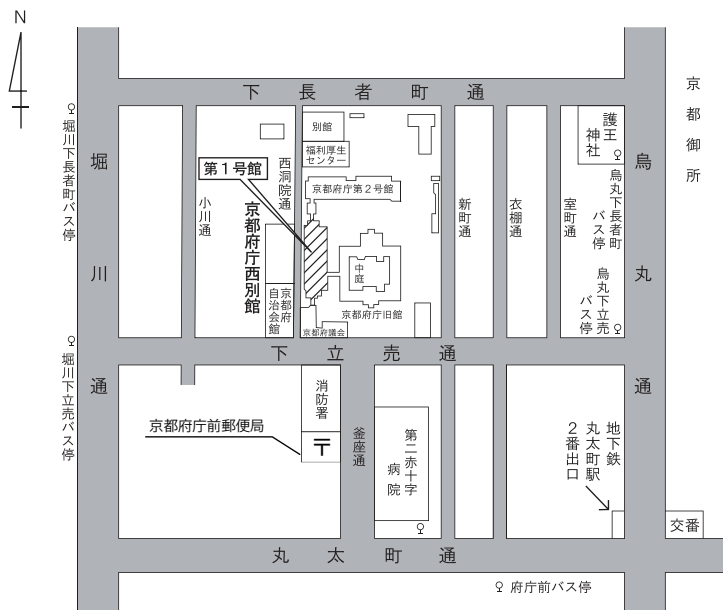 N
下長者町通
京都御所
堀川下長者町バス停
堀川通
小川通
西洞院通
別館
福利厚生
センター
第1号館
京都府庁第2号館
京都府庁西別館
京都府
自治会館
中庭
京都府庁旧館
京都府議会
新町通
衣棚通
室町通
護王
神社
烏丸下長者町
バス停
烏丸下立売
バス停
烏丸通
堀川下立売バス停
下立売通
消防署
京都府庁前郵便局
〒
釜座通
第二赤十字
病院
地下鉄
丸太町駅
2番出口
交番
丸太町通
府庁前バス停